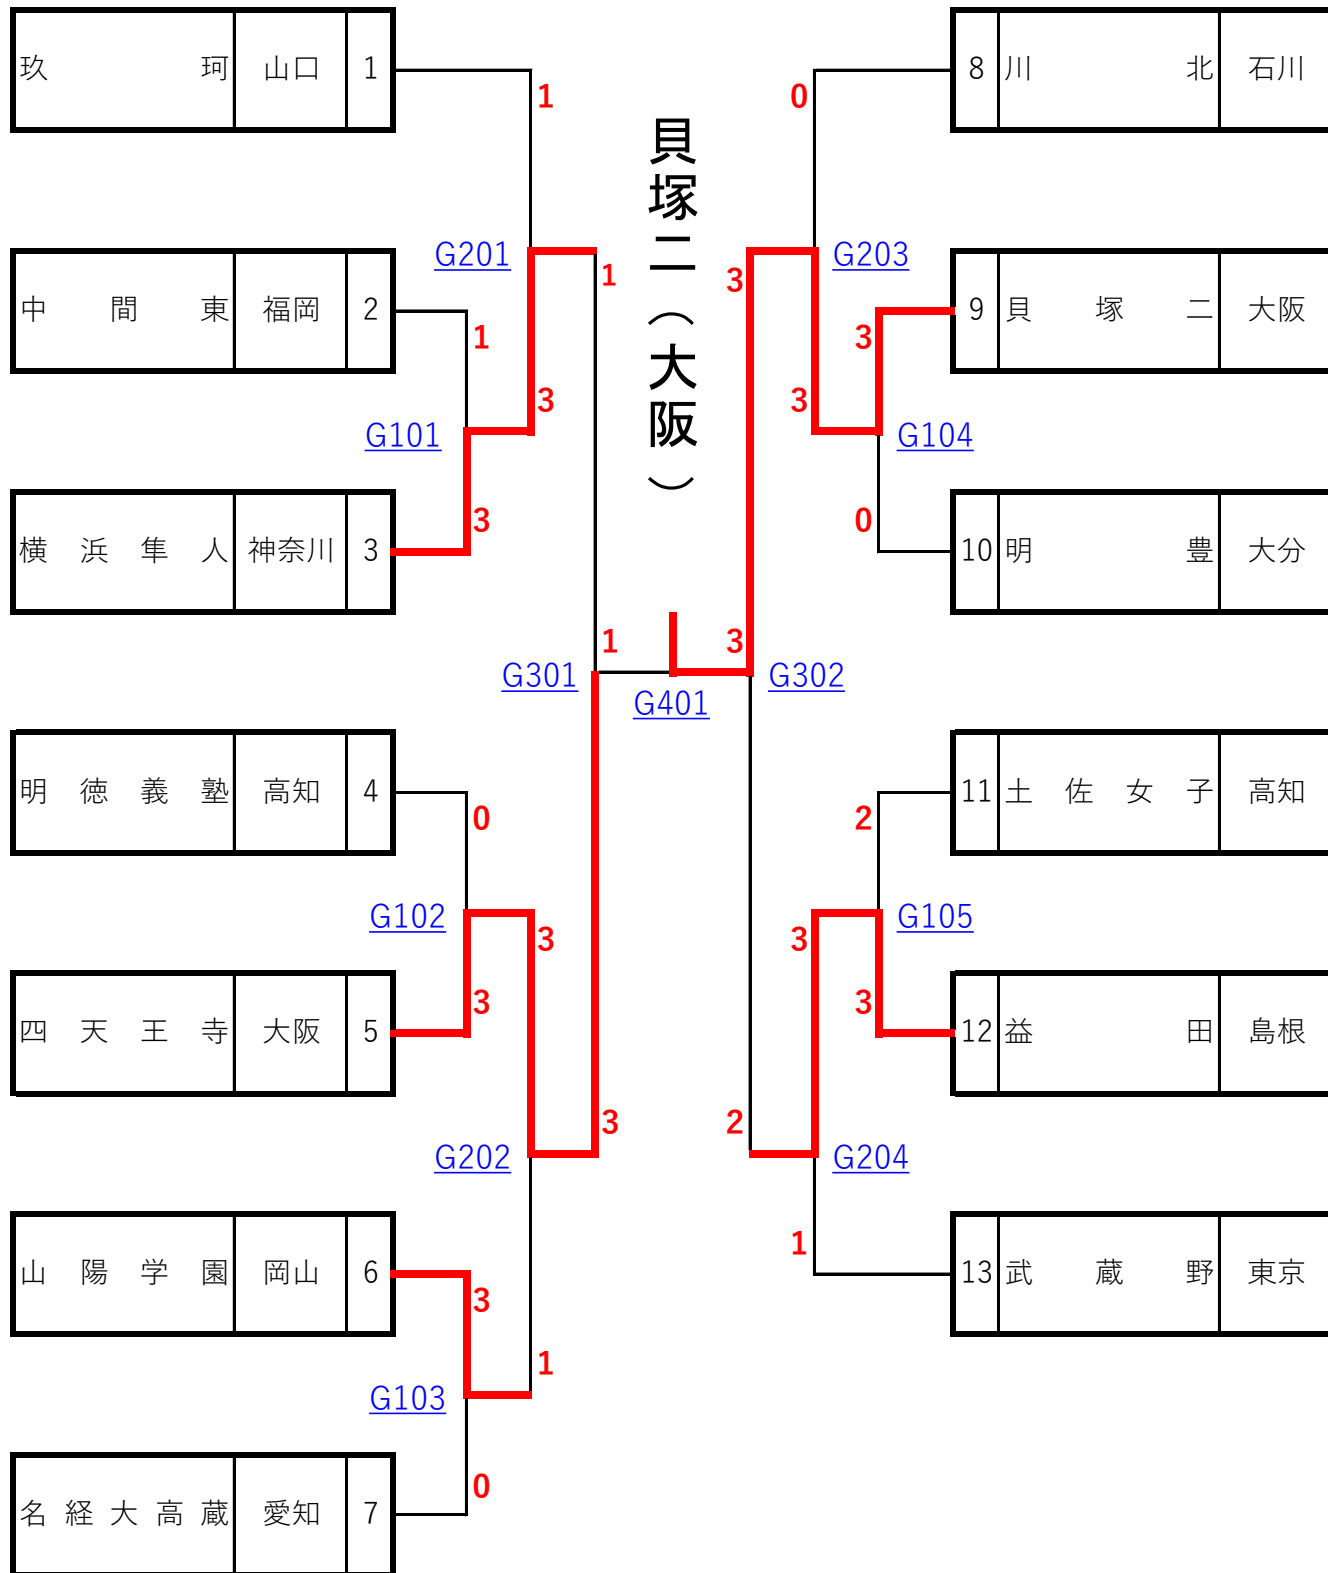 玖珂 山口 1
1
G201
1
中間東 福岡 2
1
3
G101
横浜隼人 神奈川 3
3
1
G301
明徳義塾 高知 4
0
G102
3
四天王寺 大阪 5
3
3
G202
山陽学園 岡山 6
3
1
G103
名経大高蔵 愛知 7
0
貝塚二（大阪）
G401
8 川北 石川
0
G203
3
9 貝塚二 大阪
3
3
G104
10 明豊 大分
0
3
G302
11 土佐女子 高知
2
G105
3
12 益田 島根
3
2
G204
13 武蔵野 東京
1